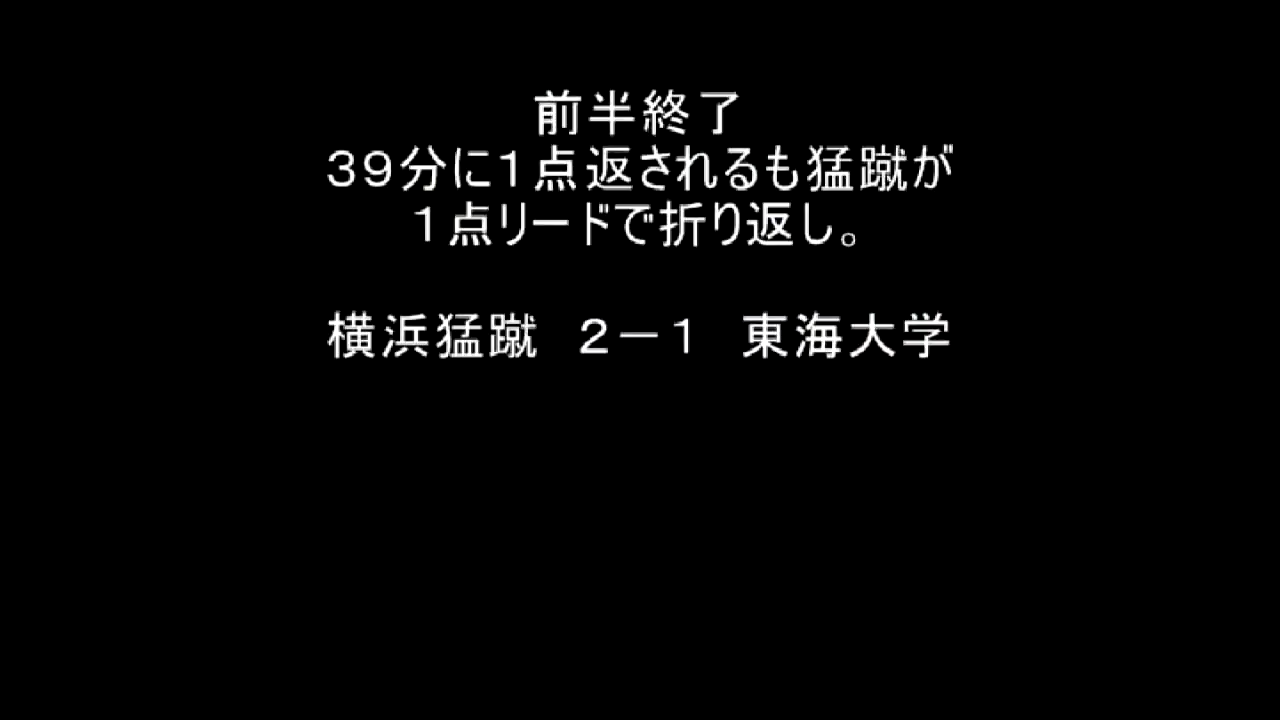 前半終了
３９分に１点返されるも猛蹴が
１点リードで折り返し。
横浜猛蹴　２－１　東海大学